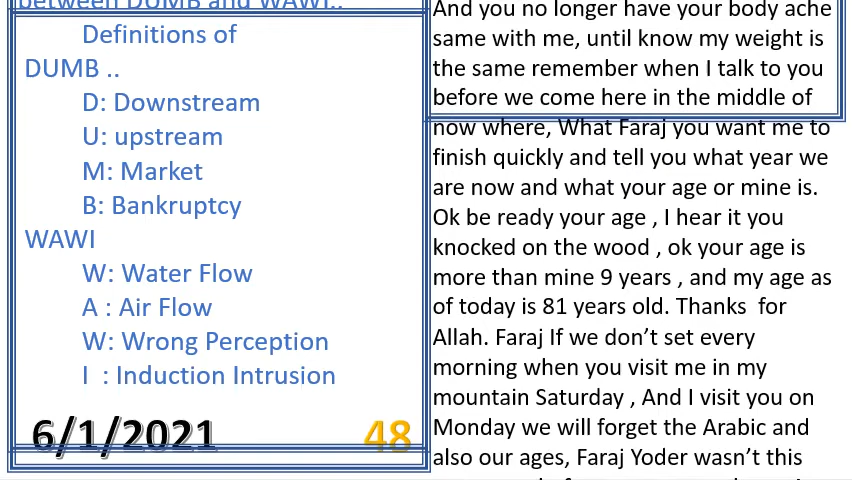 between DUMB and WAWI..
Definitions of
DUMB ..
D: Downstream
U: upstream
M: Market
B: Bankruptcy
WAWI
W: Water Flow
A : Air Flow
W: Wrong Perception
I : Induction Intrusion
6/1/2021
48
And you no longer have your body ache
same with me, until know my weight is
the same remember when I talk to you
before we come here in the middle of
now where, What Faraj you want me to
finish quickly and tell you what year we
are now and what your age or mine is.
Ok be ready your age , I hear it you
knocked on the wood , ok your age is
more than mine 9 years , and my age as
of today is 81 years old. Thanks for
Allah. Faraj If we don’t set every
morning when you visit me in my
mountain Saturday , And I visit you on
Monday we will forget the Arabic and
also our ages, Faraj Yoder wasn’t this